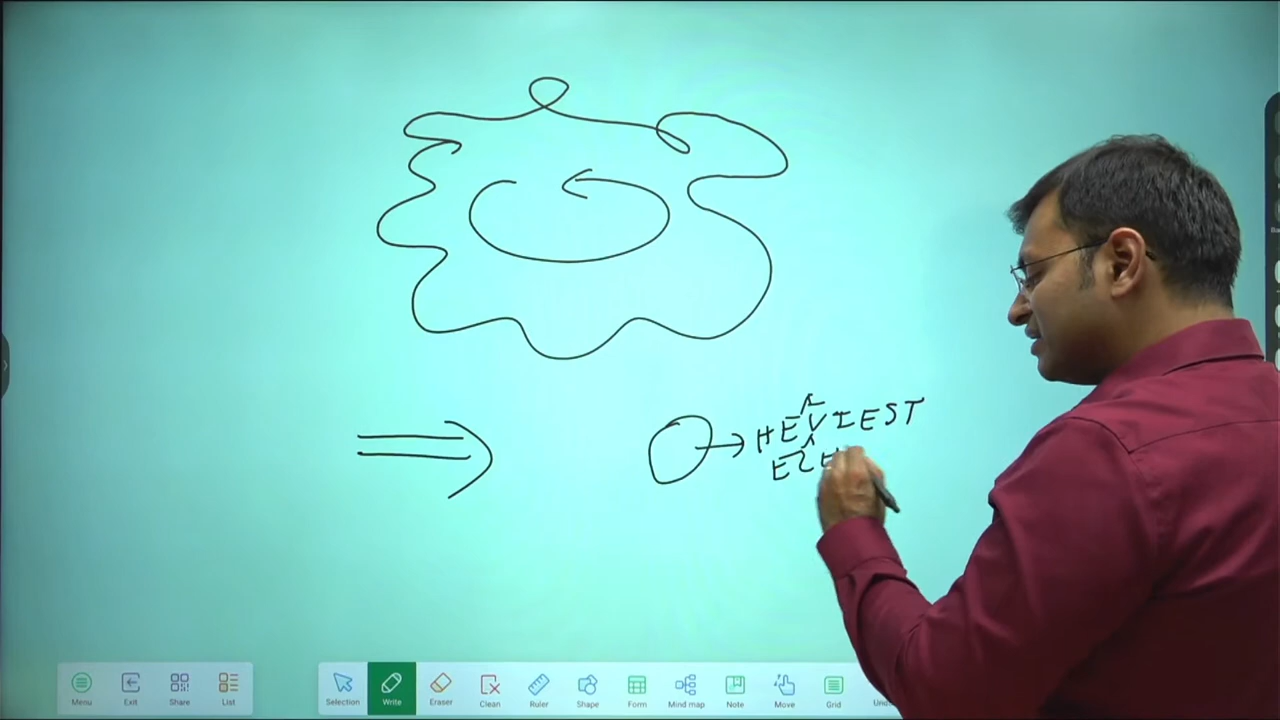 HEAVIEST
Menu
Exit
Share
List
Selection
Write
Eraser
Clean
Ruler
Shape
Form
Mind map
Note
Move
Grid